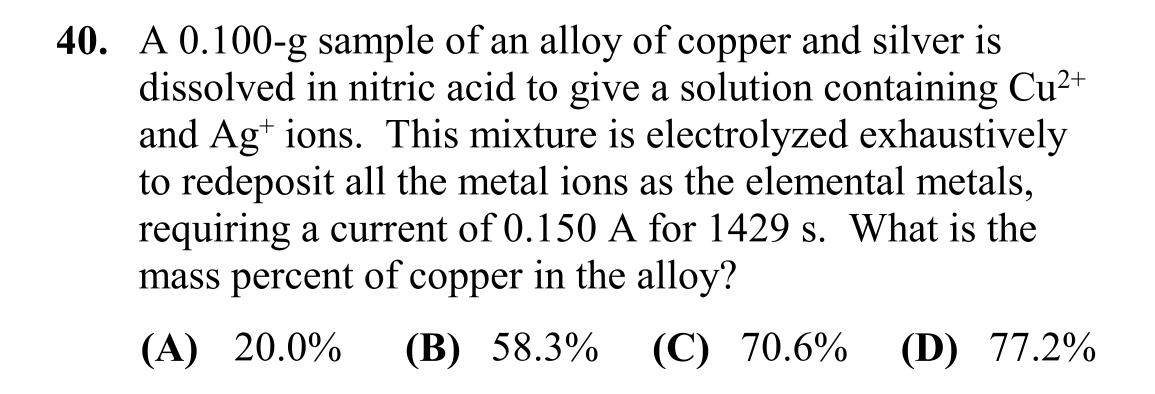 40. A 0.100-g sample of an alloy of copper and silver is
dissolved in nitric acid to give a solution containing Cu²⁺
and Ag⁺ ions. This mixture is electrolyzed exhaustively
to redeposit all the metal ions as the elemental metals,
requiring a current of 0.150 A for 1429 s. What is the
mass percent of copper in the alloy?
(A) 20.0% (B) 58.3% (C) 70.6% (D) 77.2%